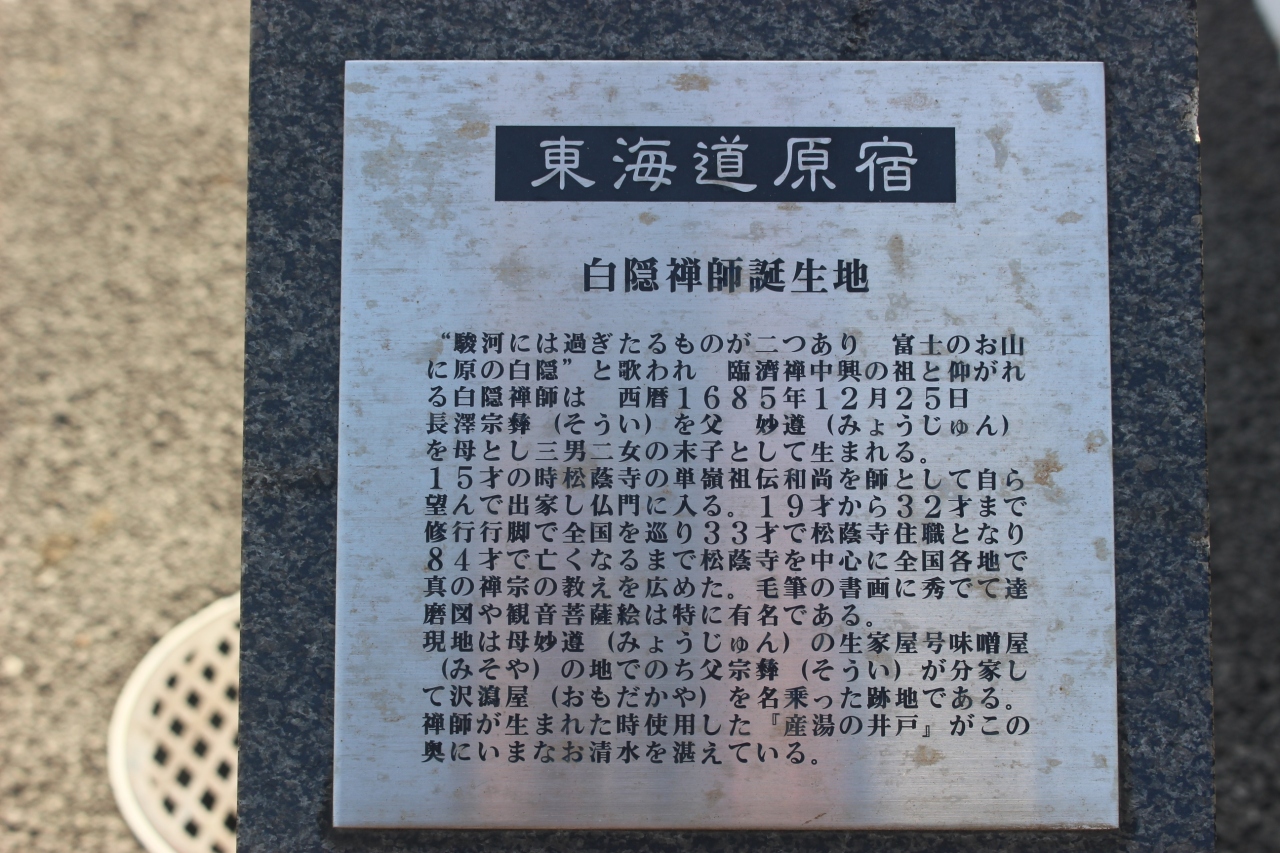 東海道原宿
白隠禅師誕生地
“駿河には過ぎたるものが二つあり　富士のお山
に原の白隠”と歌われ　臨済禅中興の祖と仰がれ
る白隠禅師は　西暦１６８５年１２月２５日
長澤宗彜（そうい）を父　妙遵（みょうじゅん）
を母とし三男二女の末子として生まれる。
１５才の時松蔭寺の単嶺祖伝和尚を師として自ら
望んで出家し仏門に入る。１９才から３２才まで
修行行脚で全国を巡り３３才で松蔭寺住職となり
８４才で亡くなるまで松蔭寺を中心に全国各地で
真の禅宗の教えを広めた。毛筆の書画に秀でて達
磨図や観音菩薩絵は特に有名である。
現地は母妙遵（みょうじゅん）の生家屋号味噌屋
（みそや）の地でのち父宗彜（そうい）が分家し
て沢瀉屋（おもだかや）を名乗った跡地である。
禅師が生まれた時使用した『産湯の井戸』がこの
奥にいまなお清水を湛えている。